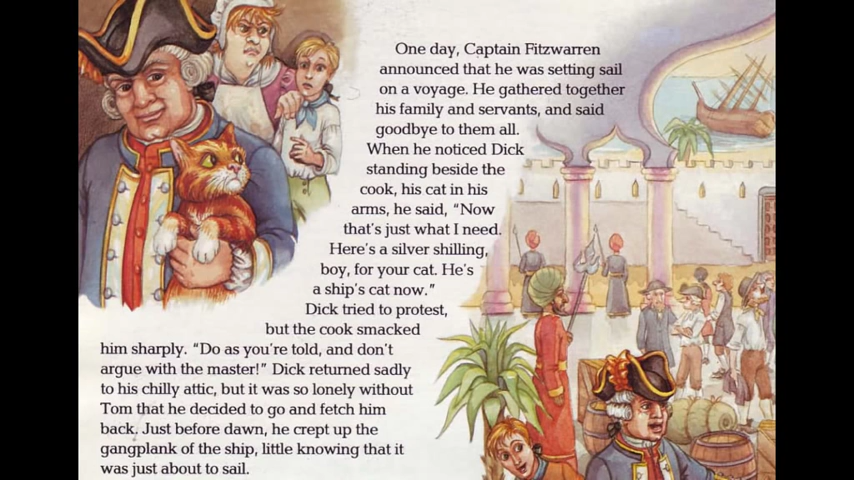 One day, Captain Fitzwarren
announced that he was setting sail
on a voyage. He gathered together
his family and servants, and said
goodbye to them all.
When he noticed Dick
standing beside the
cook, his cat in his
arms, he said, “Now
that’s just what I need.
Here’s a silver shilling,
boy, for your cat. He’s
a ship’s cat now.”
Dick tried to protest,
but the cook smacked
him sharply. “Do as you’re told, and don’t
argue with the master!” Dick returned sadly
to his chilly attic, but it was so lonely without
Tom that he decided to go and fetch him
back. Just before dawn, he crept up the
gangplank of the ship, little knowing that it
was just about to sail.